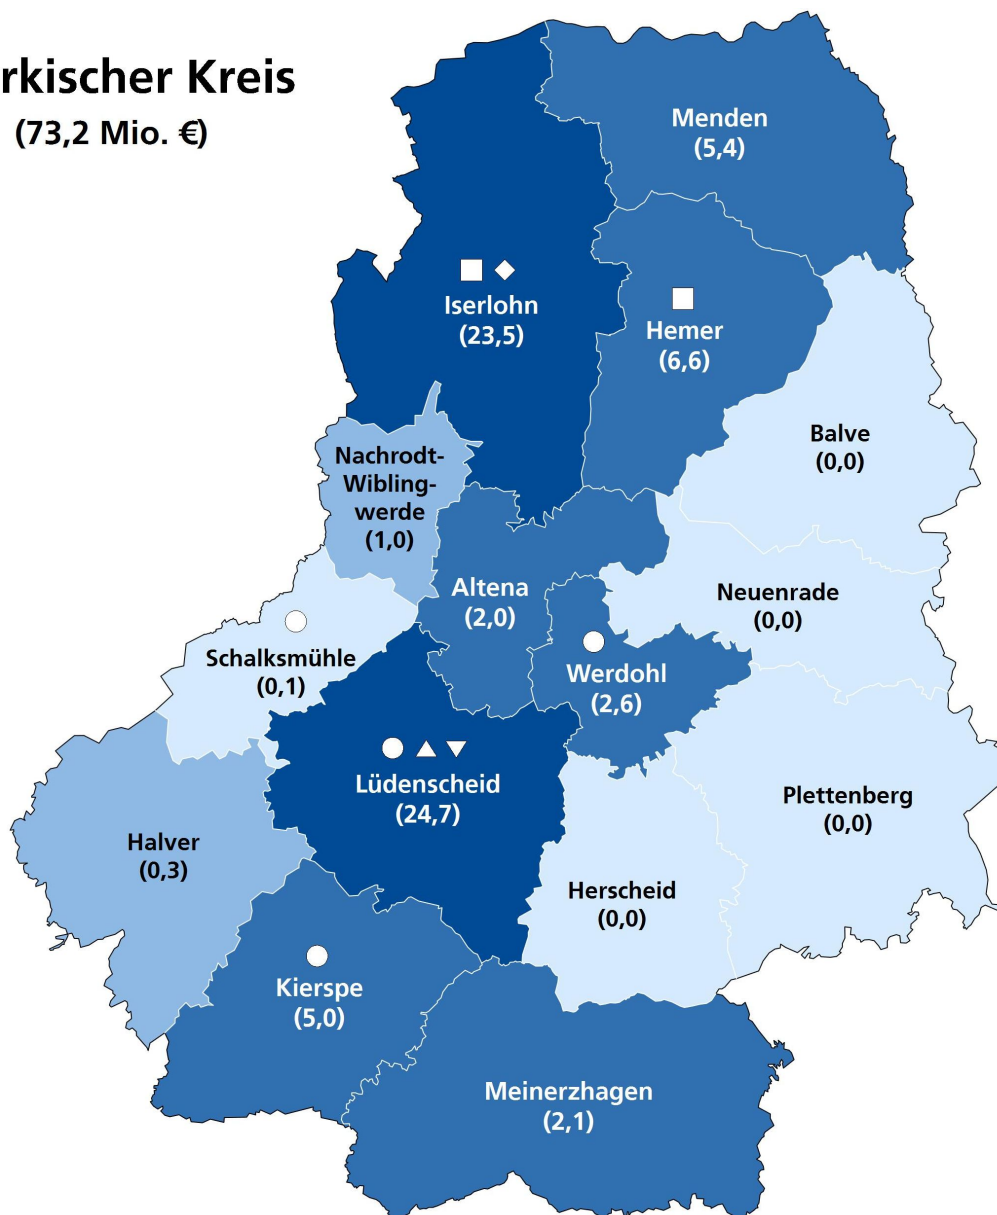 rkischer Kreis
(73,2 Mio. €)
Menden
(5,4)
Iserlohn
(23,5)
Hemer
(6,6)
Balve
(0,0)
Nachrodt-
Wibling-
werde
(1,0)
Altena
(2,0)
Neuenrade
(0,0)
Schalksmühle
(0,1)
Werdohl
(2,6)
Lüdenscheid
(24,7)
Plettenberg
(0,0)
Halver
(0,3)
Herscheid
(0,0)
Kierspe
(5,0)
Meinerzhagen
(2,1)